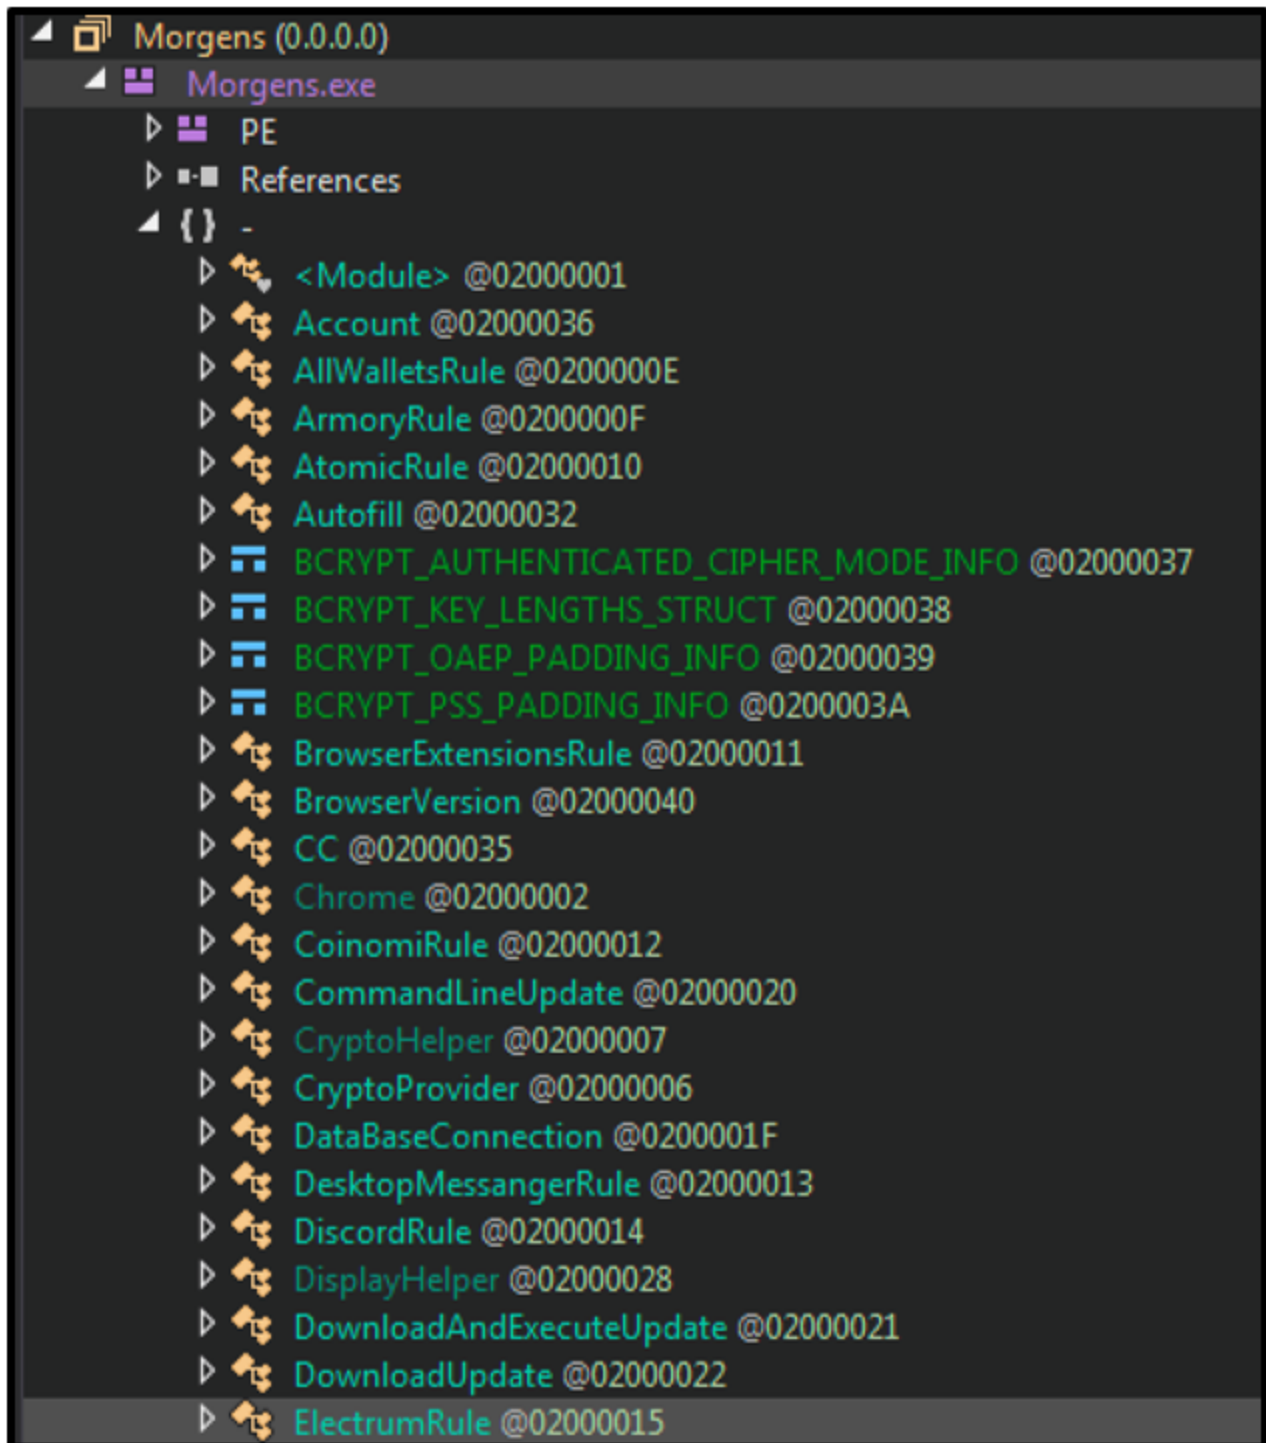 Morgens (0.0.0.0)
Morgens.exe
PE
References
{ } -
<Module> @02000001
Account @02000036
AllWalletsRule @0200000E
ArmoryRule @0200000F
AtomicRule @02000010
Autofill @02000032
BCRYPT_AUTHENTICATED_CIPHER_MODE_INFO @02000037
BCRYPT_KEY_LENGTHS_STRUCT @02000038
BCRYPT_OAEP_PADDING_INFO @02000039
BCRYPT_PSS_PADDING_INFO @0200003A
BrowserExtensionsRule @02000011
BrowserVersion @02000040
CC @02000035
Chrome @02000002
CoinomiRule @02000012
CommandLineUpdate @02000020
CryptoHelper @02000007
CryptoProvider @02000006
DataBaseConnection @0200001F
DesktopMessangerRule @02000013
DiscordRule @02000014
DisplayHelper @02000028
DownloadAndExecuteUpdate @02000021
DownloadUpdate @02000022
ElectrumRule @02000015